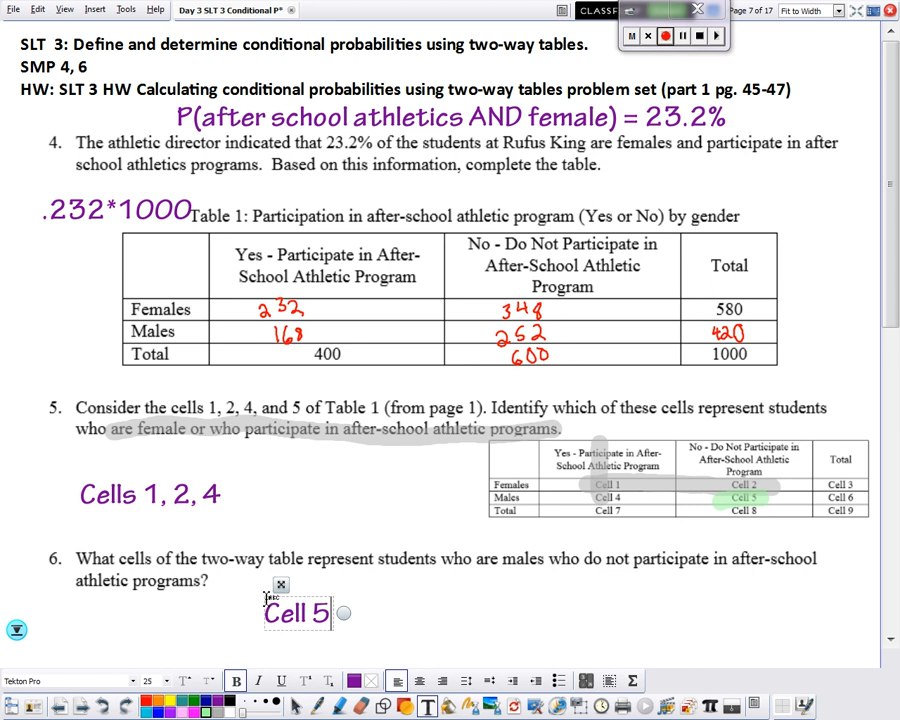 File Edit View Insert Tools Help Day 3 SLT 3 Conditional P* CLASSF Page 7 of 17 Fit to Width
M
SLT 3: Define and determine conditional probabilities using two-way tables.
SMP 4, 6
HW: SLT 3 HW Calculating conditional probabilities using two-way tables problem set (part 1 pg. 45-47)
P(after school athletics AND female) = 23.2%
4. The athletic director indicated that 23.2% of the students at Rufus King are females and participate in after
school athletics programs. Based on this information, complete the table.
.232*1000 Table 1: Participation in after-school athletic program (Yes or No) by gender
Yes - Participate in After-School Athletic Program No - Do Not Participate in After-School Athletic Program Total
Females 232 348 580
Males 168 252 420
Total 400 600 1000
5. Consider the cells 1, 2, 4, and 5 of Table 1 (from page 1). Identify which of these cells represent students
who are female or who participate in after-school athletic programs.
Yes - Participate in After-School Athletic Program No - Do Not Participate in After-School Athletic Program Total
Females Cell 1 Cell 2 Cell 3
Males Cell 4 Cell 5 Cell 6
Total Cell 7 Cell 8 Cell 9
Cells 1, 2, 4
6. What cells of the two-way table represent students who are males who do not participate in after-school
athletic programs?
Cell 5
Tekton Pro 25 B I U